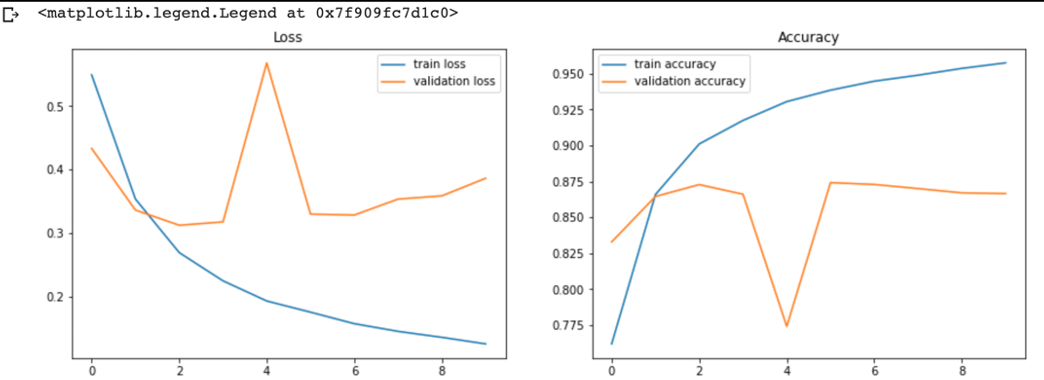 <matplotlib.legend.Legend at 0x7f909fc7d1c0>
Loss
train loss
validation loss
0.5
0.4
0.3
0.2
0 2 4 6 8
Accuracy
train accuracy
validation accuracy
0.950
0.925
0.900
0.875
0.850
0.825
0.800
0.775
0 2 4 6 8